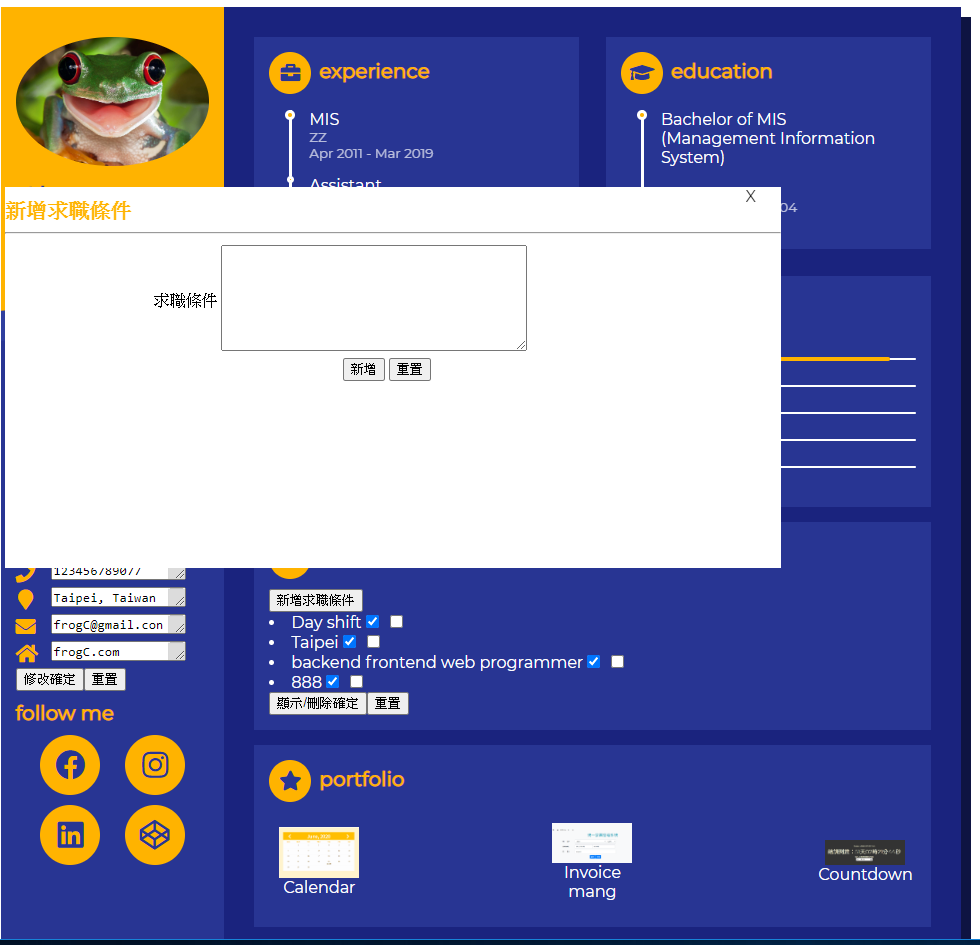 experience
MIS
ZZ
Apr 2011 - Mar 2019
Assistant
education
Bachelor of MIS
(Management Information
System)
04
新增求職條件
X
求職條件
新增 重置
123456789077
Taipei, Taiwan
frogC@gmail.con
frogC.com
修改確定 重置
follow me
新增求職條件
Day shift
Taipei
backend frontend web programmer
888
顯示/刪除確定 重置
portfolio
Calendar
Invoice
mang
Countdown